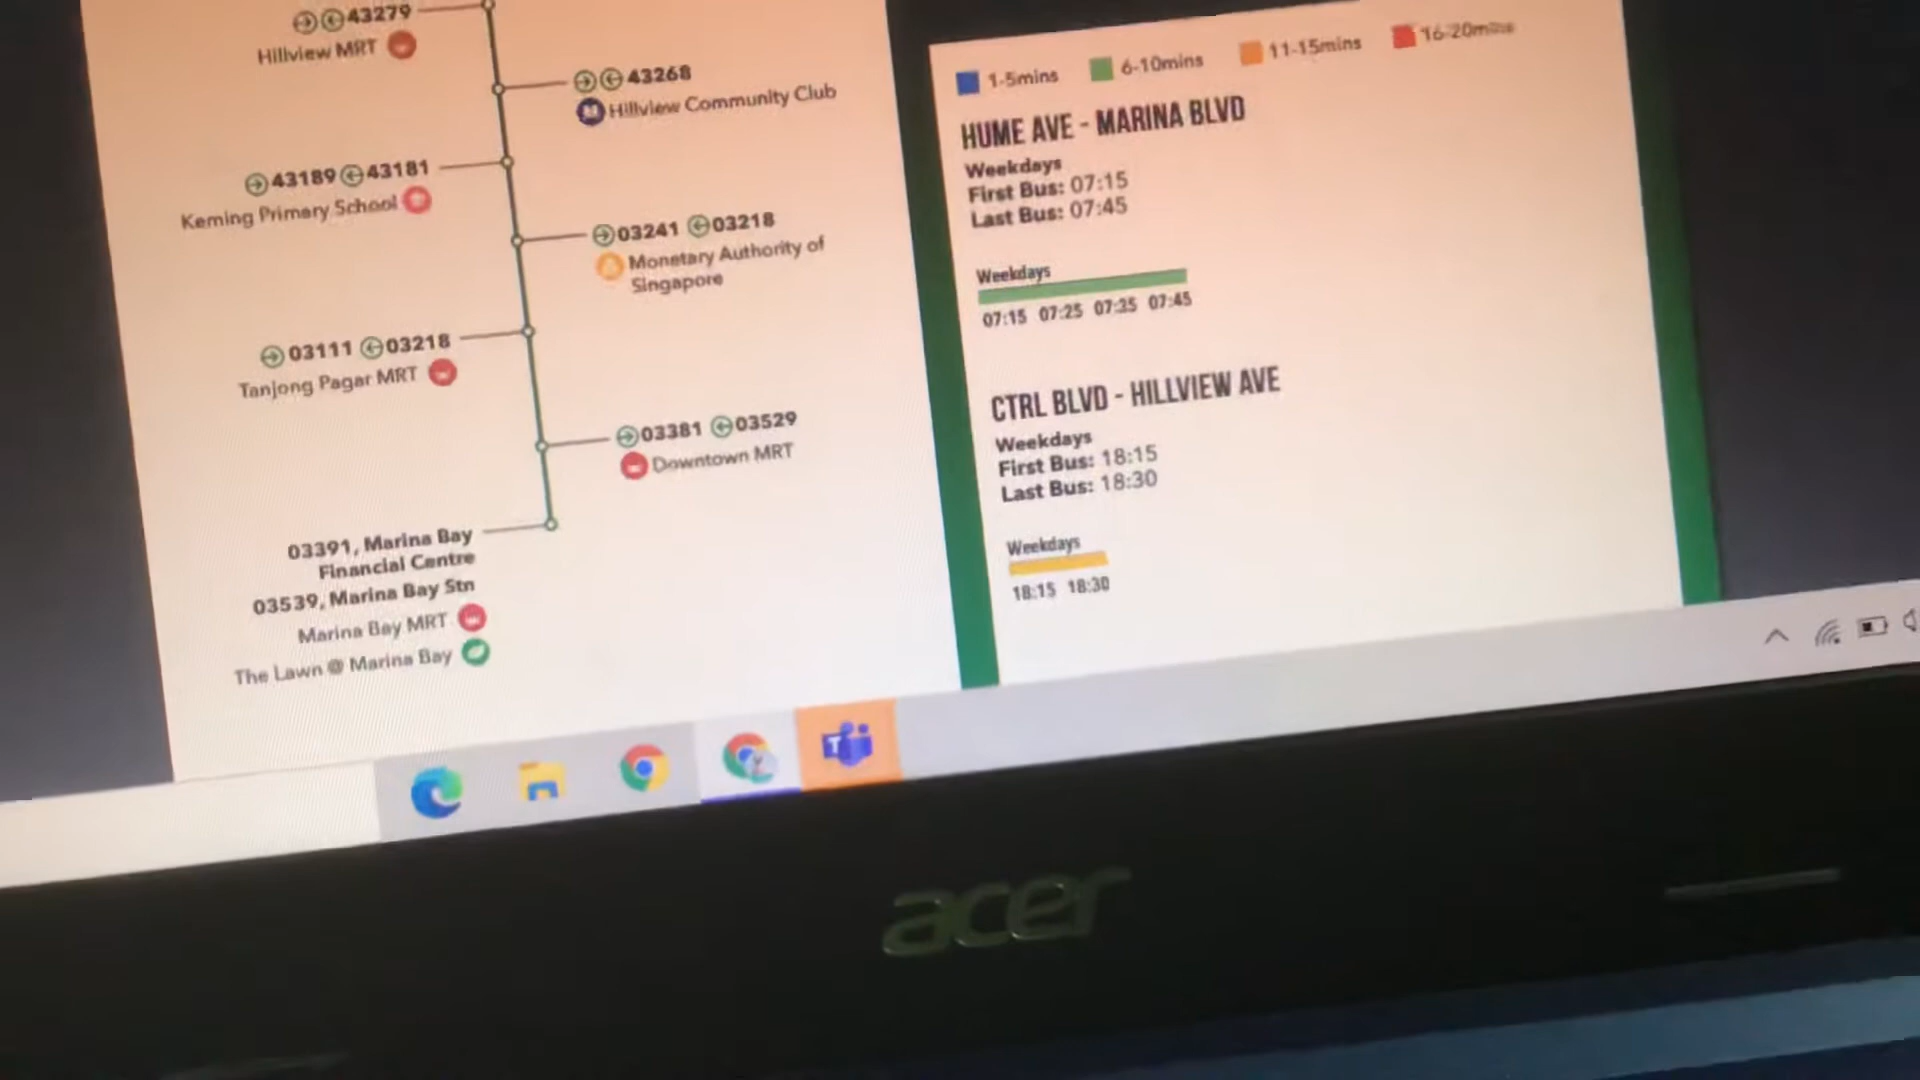 43279
Hillview MRT
43268
Hillview Community Club
43189 43181
Keming Primary School
03241 03218
Monetary Authority of
Singapore
03111 03218
Tanjong Pagar MRT
03381 03529
Downtown MRT
03391, Marina Bay
Financial Centre
03539, Marina Bay Stn
Marina Bay MRT
The Lawn @ Marina Bay
1-5mins 6-10mins 11-15mins 16-20mins
HUME AVE - MARINA BLVD
Weekdays
First Bus: 07:15
Last Bus: 07:45
Weekdays
07:15 07:25 07:35 07:45
CTRL BLVD - HILLVIEW AVE
Weekdays
First Bus: 18:15
Last Bus: 18:30
Weekdays
18:15 18:30
T
acer